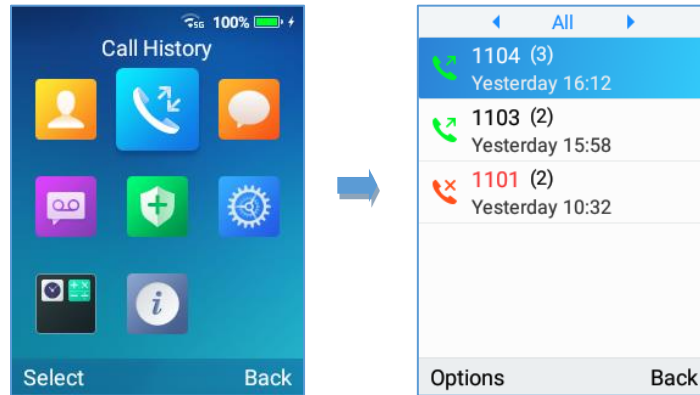 5G 100%
Call History
Select Back
All
1104 (3)
Yesterday 16:12
1103 (2)
Yesterday 15:58
1101 (2)
Yesterday 10:32
Options Back